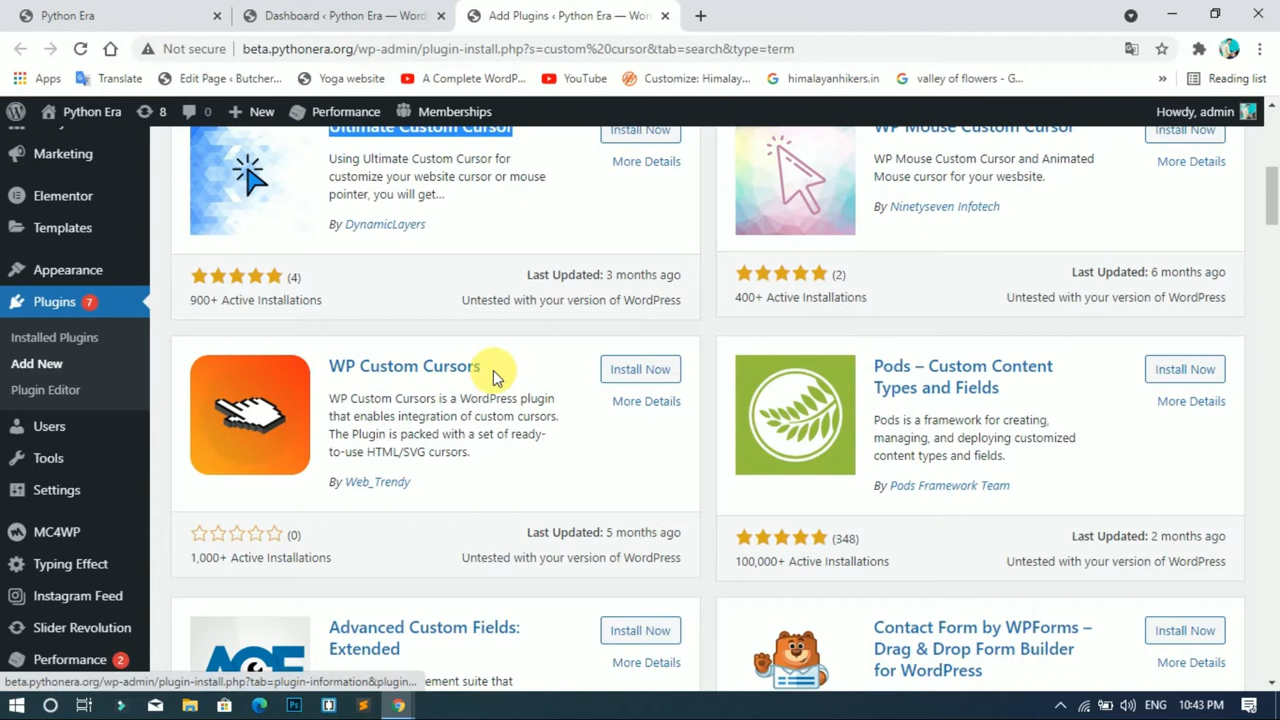 Python Era
Dashboard ‹ Python Era — Word
Add Plugins ‹ Python Era — Wor
Not secure
beta.pythonera.org/wp-admin/plugin-install.php?s=custom%20cursor&tab=search&type=term
Apps
Translate
Edit Page ‹ Butcher...
Yoga website
A Complete WordP...
YouTube
Customize: Himalay...
himalayanhikers.in
valley of flowers - G...
»
Reading list
Python Era
8
0
New
Performance
Memberships
Howdy, admin
Marketing
Elementor
Templates
Appearance
Plugins 7
Installed Plugins
Add New
Plugin Editor
Users
Tools
Settings
MC4WP
Typing Effect
Instagram Feed
Slider Revolution
Performance 2
Ultimate Custom Cursor
Install Now
More Details
Using Ultimate Custom Cursor for
customize your website cursor or mouse
pointer, you will get...
By DynamicLayers
(4)
Last Updated: 3 months ago
900+ Active Installations
Untested with your version of WordPress
WP Mouse Custom Cursor
Install Now
More Details
WP Mouse Custom Cursor and Animated
Mouse cursor for your wesbsite.
By Ninetyseven Infotech
(2)
Last Updated: 6 months ago
400+ Active Installations
Untested with your version of WordPress
WP Custom Cursors
Install Now
More Details
WP Custom Cursors is a WordPress plugin
that enables integration of custom cursors.
The Plugin is packed with a set of ready-
to-use HTML/SVG cursors.
By Web_Trendy
(0)
Last Updated: 5 months ago
1,000+ Active Installations
Untested with your version of WordPress
Pods – Custom Content
Types and Fields
Install Now
More Details
Pods is a framework for creating,
managing, and deploying customized
content types and fields.
By Pods Framework Team
(348)
Last Updated: 2 months ago
100,000+ Active Installations
Untested with your version of WordPress
ACF
Advanced Custom Fields:
Extended
Install Now
More Details
ement suite that
Contact Form by WPForms –
Drag & Drop Form Builder
for WordPress
Install Now
More Details
beta.pythonera.org/wp-admin/plugin-install.php?tab=plugin-information&plugin...
Ps
ENG
10:43 PM